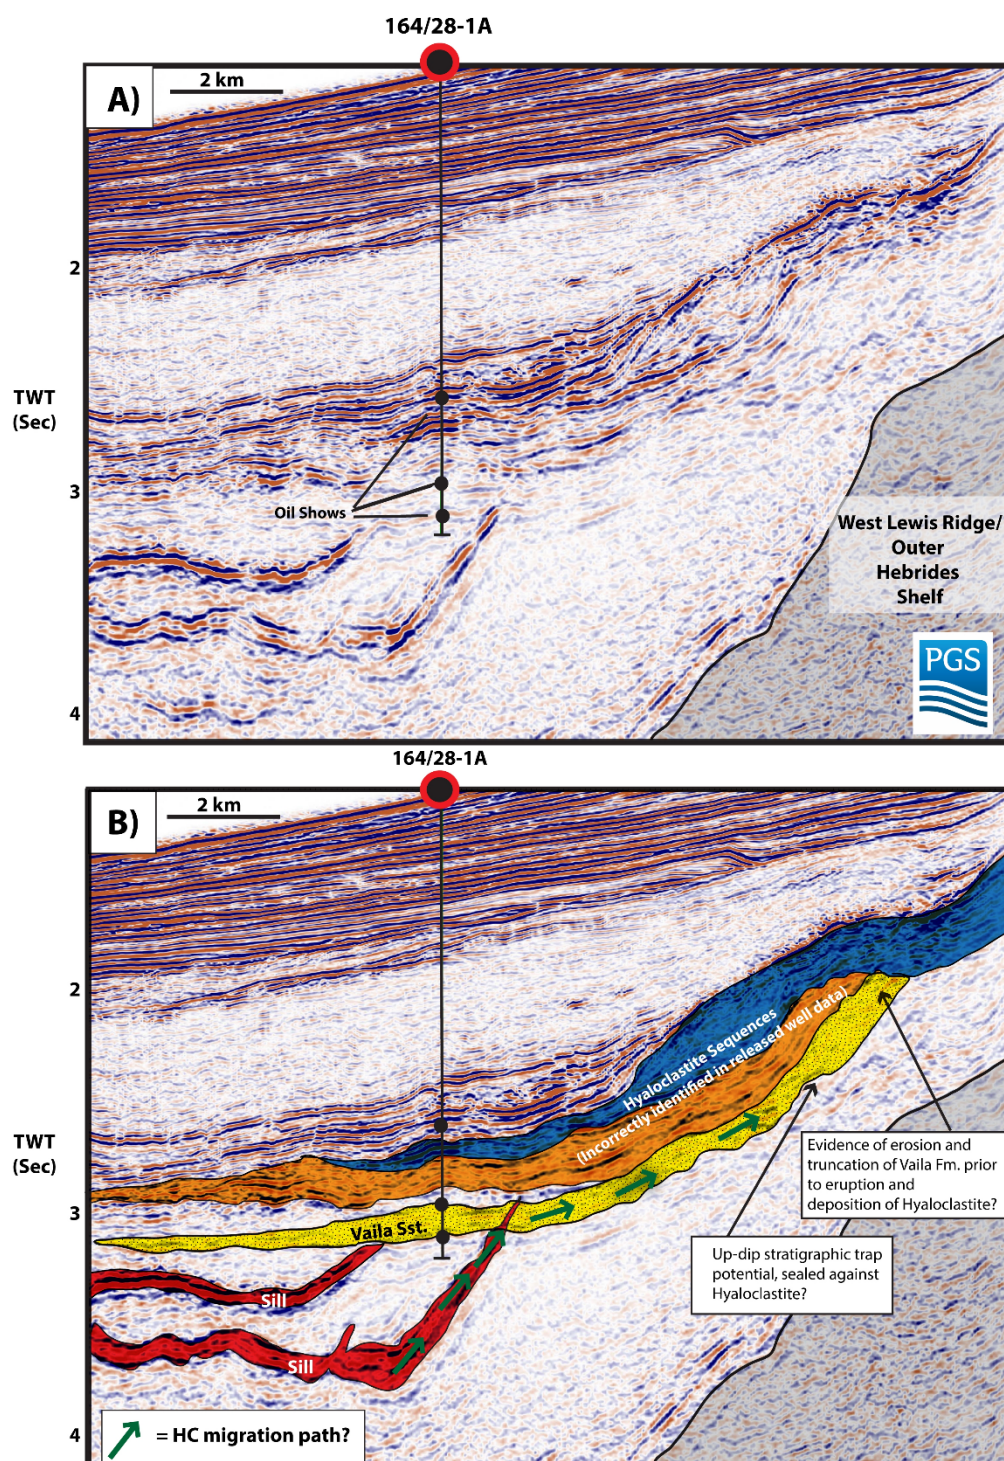 164/28-1A
A)
2 km
2
TWT
(Sec)
3
Oil Shows
West Lewis Ridge/
Outer
Hebrides
Shelf
PGS
4
164/28-1A
B)
2 km
2
Hyaloclastite Sequences
(Incorrectly identified in released well data)
TWT
(Sec)
Evidence of erosion and
truncation of Vaila Fm. prior
to eruption and
deposition of Hyaloclastite?
3
Vaila Sst.
Up-dip stratigraphic trap
potential, sealed against
Hyaloclastite?
Sill
Sill
4
= HC migration path?